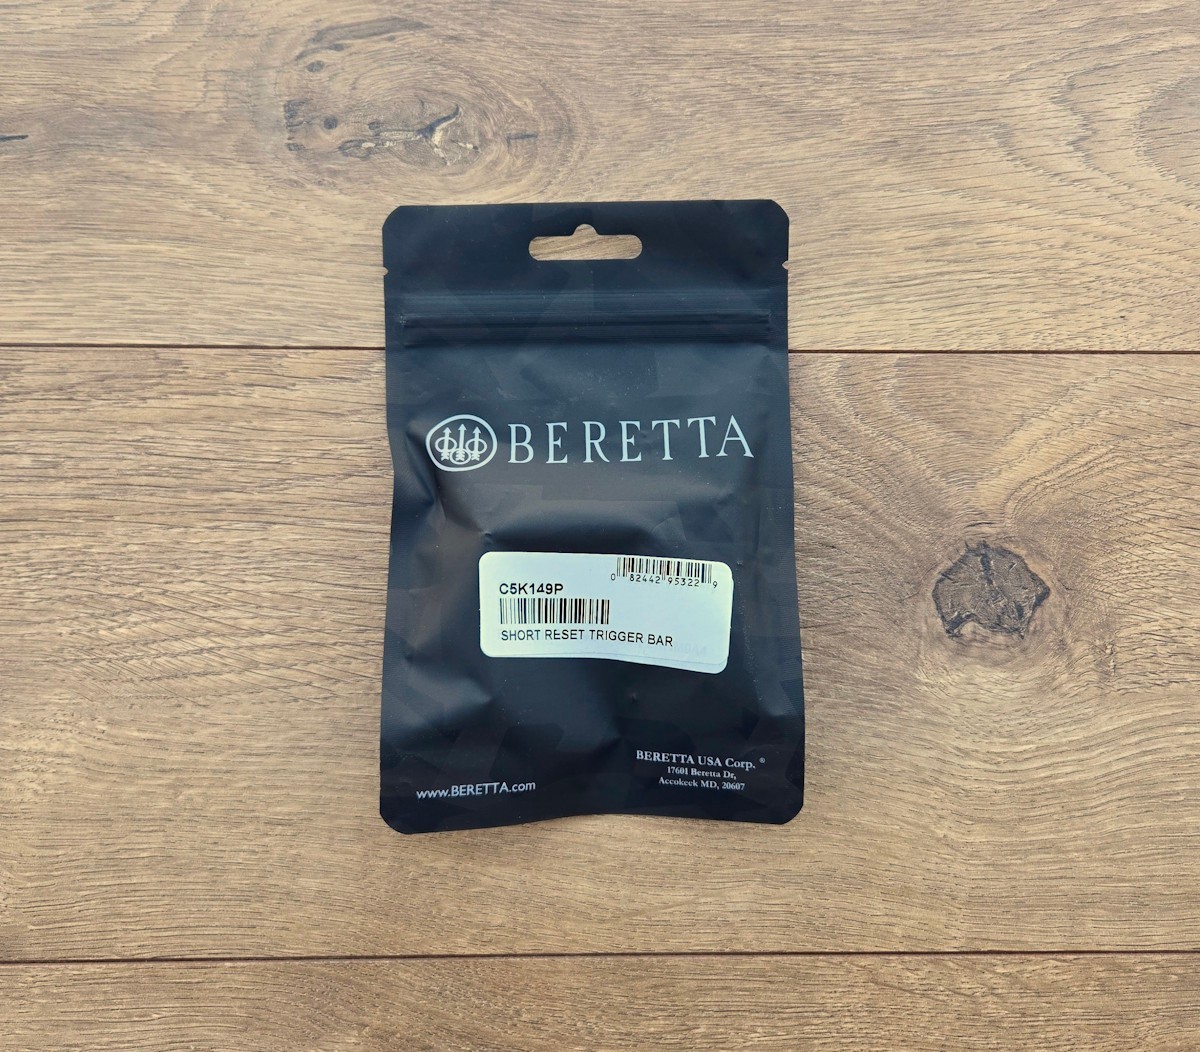 BERETTA
0 82442 95322 9
C5K149P
SHORT RESET TRIGGER BAR
www.BERETTA.com
BERETTA USA Corp. ®
17601 Beretta Dr,
Accokeek MD, 20607